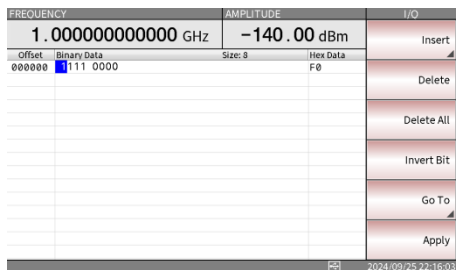 FREQUENCY AMPLITUDE I/Q
1.000000000000 GHz -140.00 dBm
Insert
Offset Binary Data Size: 8 Hex Data
000000 1111 0000 F0
Delete
Delete All
Invert Bit
Go To
Apply
2024/09/25 22:16:03